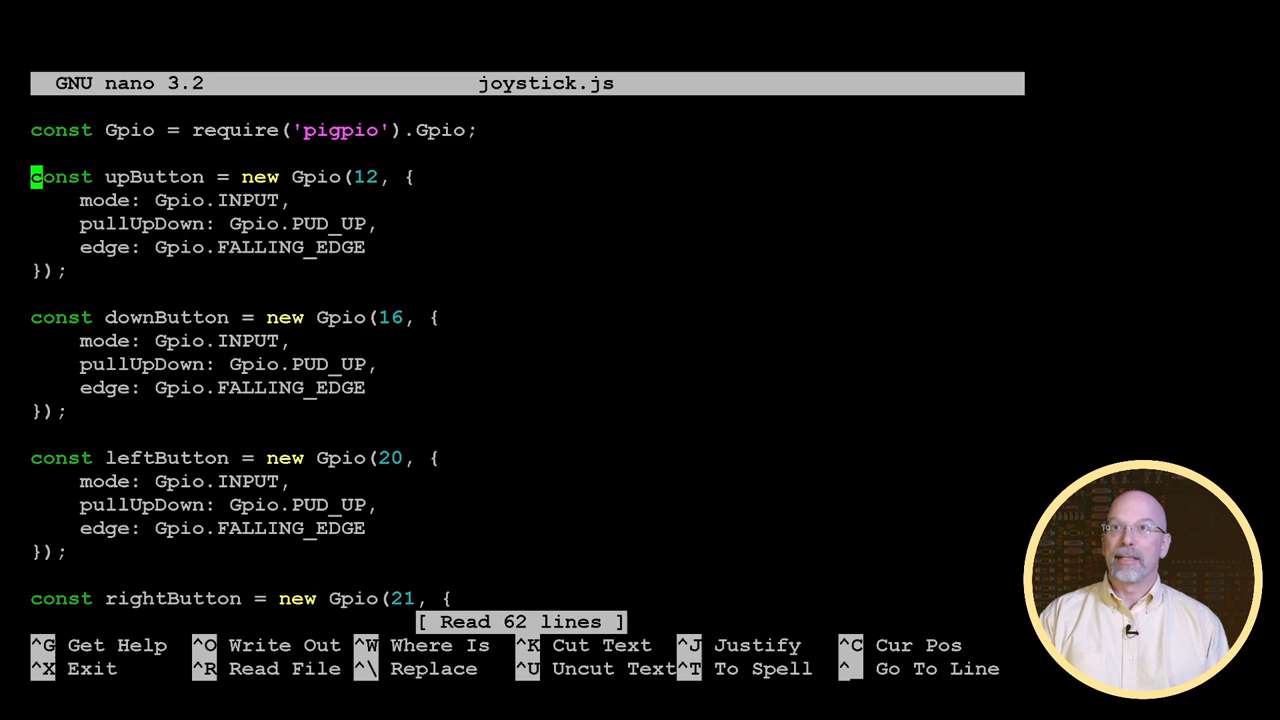 GNU nano 3.2 joystick.js
const Gpio = require('pigpio').Gpio;
const upButton = new Gpio(12, {
    mode: Gpio.INPUT,
    pullUpDown: Gpio.PUD_UP,
    edge: Gpio.FALLING_EDGE
});
const downButton = new Gpio(16, {
    mode: Gpio.INPUT,
    pullUpDown: Gpio.PUD_UP,
    edge: Gpio.FALLING_EDGE
});
const leftButton = new Gpio(20, {
    mode: Gpio.INPUT,
    pullUpDown: Gpio.PUD_UP,
    edge: Gpio.FALLING_EDGE
});
const rightButton = new Gpio(21, {
[ Read 62 lines ]
^G Get Help ^O Write Out ^W Where Is ^K Cut Text ^J Justify ^C Cur Pos
^X Exit ^R Read File ^\ Replace ^U Uncut Text ^T To Spell ^_ Go To Line